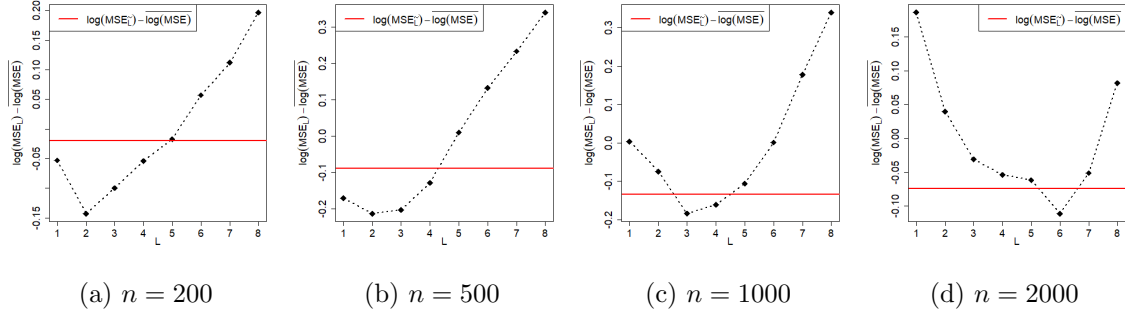 log(MSE_L̃) − log(MSE)
log(MSE_L) − log(MSE)
0.20
0.15
0.10
0.05
-0.05
-0.15
1 2 3 4 5 6 7 8
L
log(MSE_L̃) − log(MSE)
log(MSE_L) − log(MSE)
0.3
0.2
0.1
0.0
-0.1
-0.2
1 2 3 4 5 6 7 8
L
log(MSE_L̃) − log(MSE)
log(MSE_L) − log(MSE)
0.3
0.2
0.1
0.0
-0.1
-0.2
1 2 3 4 5 6 7 8
L
log(MSE_L̃) − log(MSE)
log(MSE_L) − log(MSE)
0.15
0.10
0.05
0.00
-0.05
-0.10
1 2 3 4 5 6 7 8
L
(a) n = 200
(b) n = 500
(c) n = 1000
(d) n = 2000